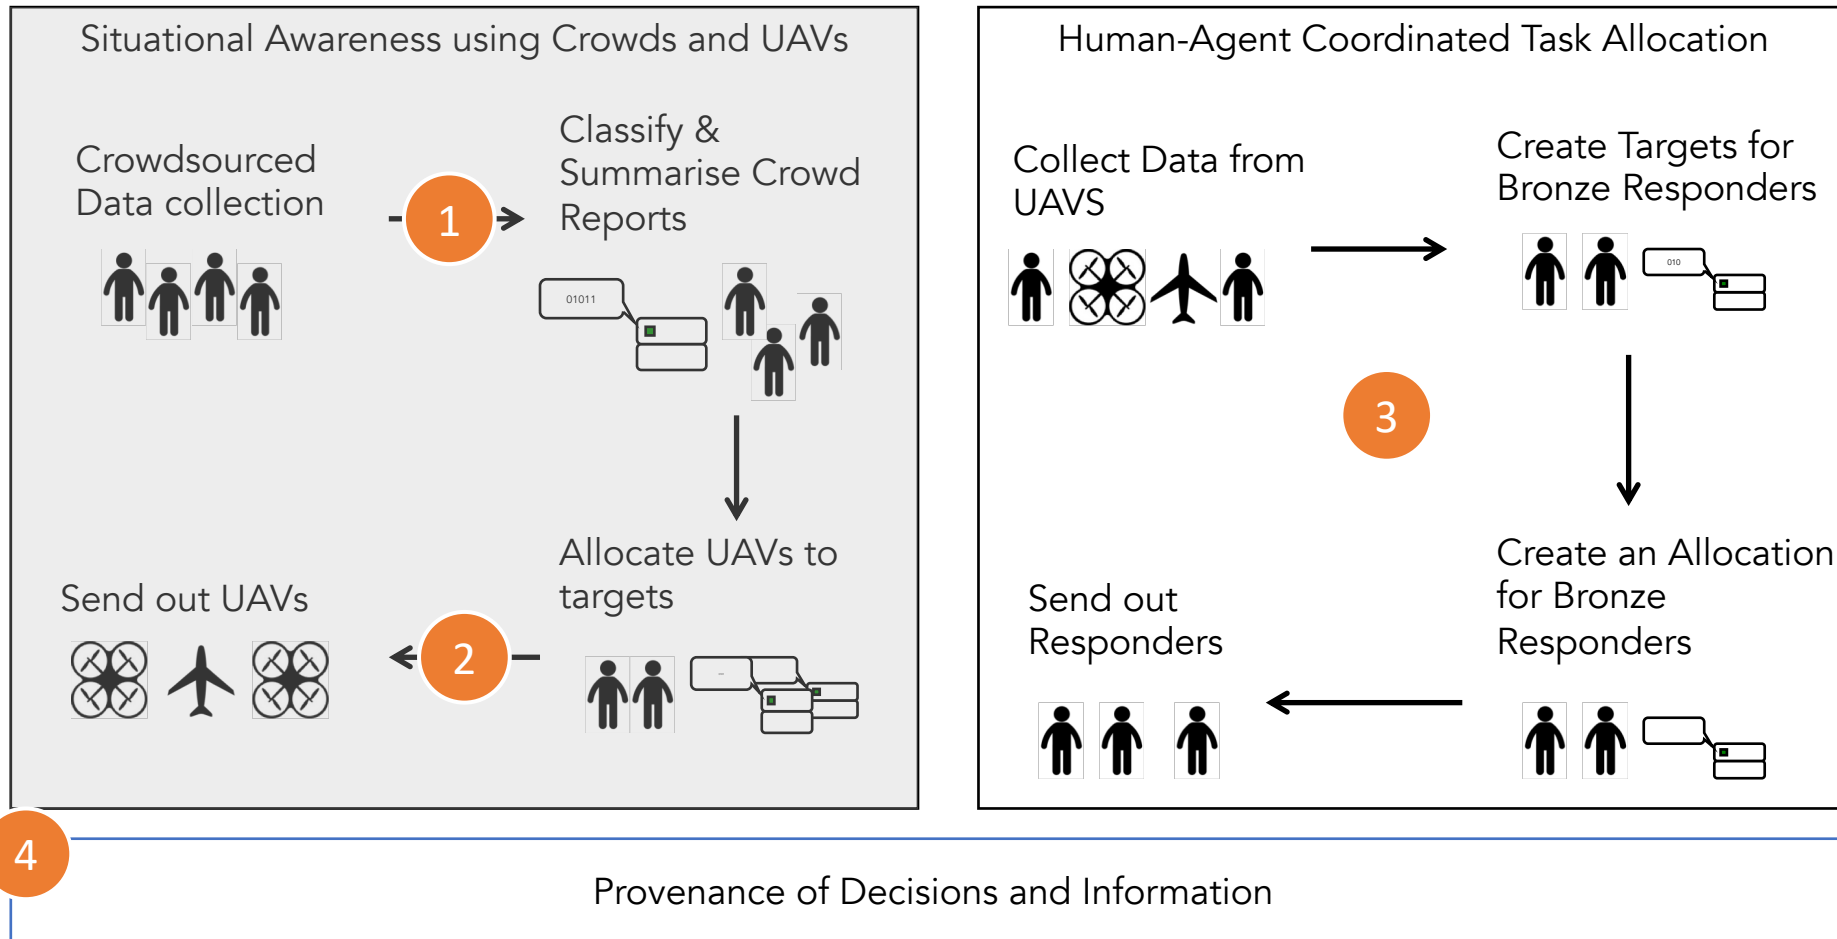 Situational Awareness using Crowds and UAVs
Crowdsourced
Data collection
1
Classify &
Summarise Crowd
Reports
01011
Allocate UAVs to
targets
2
Send out UAVs
Human-Agent Coordinated Task Allocation
Collect Data from
UAVS
Create Targets for
Bronze Responders
010
3
Create an Allocation
for Bronze
Responders
Send out
Responders
4
Provenance of Decisions and Information